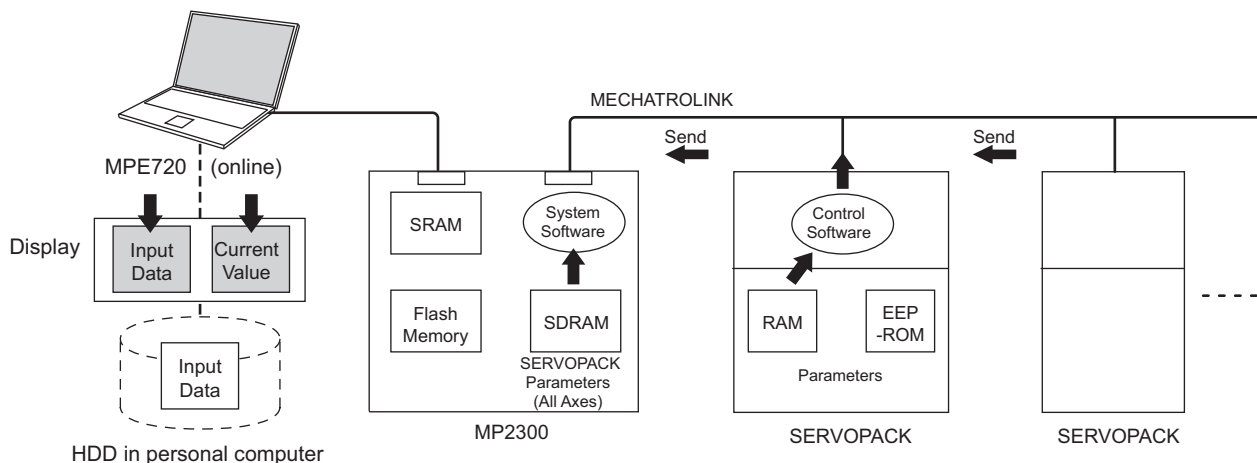 MECHATROLINK
Send
Send
MPE720 (online)
Display
Input
Data
Current
Value
Input
Data
HDD in personal computer
SRAM
System
Software
Flash
Memory
SDRAM
SERVOPACK
Parameters
(All Axes)
MP2300
Control
Software
RAM
EEP
-ROM
Parameters
SERVOPACK
SERVOPACK